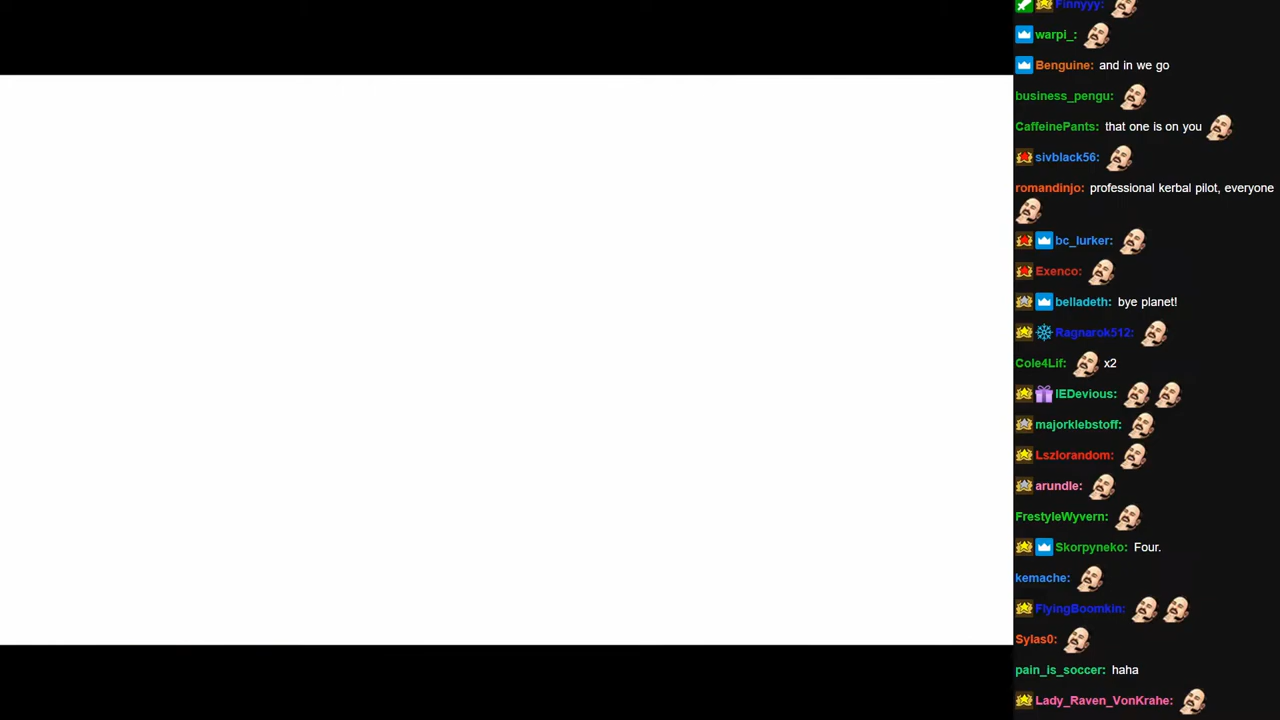 Finnyyy:
warpi_:
Benguine: and in we go
business_pengu:
CaffeinePants: that one is on you
sivblack56:
romandinjo: professional kerbal pilot, everyone
bc_lurker:
Exenco:
belladeth: bye planet!
Ragnarok512:
Cole4Lif: x2
IEDevious:
majorklebstoff:
Lszlorandom:
arundle:
FrestyleWyvern:
Skorpyneko: Four.
kemache:
FlyingBoomkin:
Sylas0:
pain_is_soccer: haha
Lady_Raven_VonKrahe: